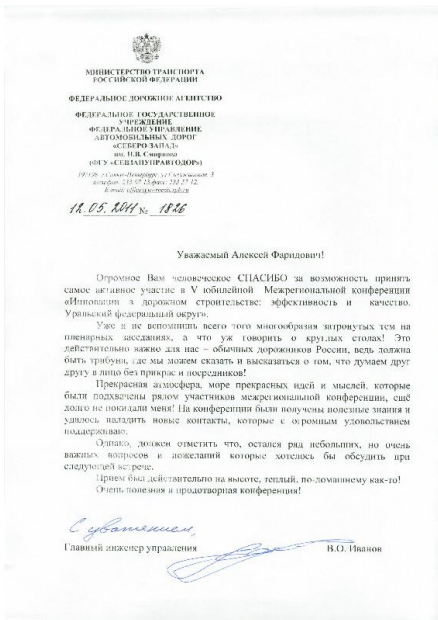 МИНИСТЕРСТВО ТРАНСПОРТА
РОССИЙСКОЙ ФЕДЕРАЦИИ
ФЕДЕРАЛЬНОЕ ДОРОЖНОЕ АГЕНТСТВО
ФЕДЕРАЛЬНОЕ ГОСУДАРСТВЕННОЕ
УЧРЕЖДЕНИЕ
ФЕДЕРАЛЬНОЕ УПРАВЛЕНИЕ
АВТОМОБИЛЬНЫХ ДОРОГ
«СЕВЕРО-ЗАПАД»
им. Н.В. Смирнова
(ФГУ «СЕВЗАПУПРАВТОДОР»)
12.05.2011 № 1826
Уважаемый Алексей Фаридович!
Огромное Вам человеческое СПАСИБО за возможность принять
самое активное участие в V юбилейной Межрегиональной конференции
«Инновации в дорожном строительстве: эффективность и качество.
Уральский федеральный округ».
Уже и не вспомнишь всего того многообразия затронутых тем на
пленарных заседаниях, а что уж говорить о круглых столах! Это
действительно важно для нас – обычных дорожников России, ведь должна
быть трибуна, где мы можем сказать и высказаться о том, что думаем друг
другу в лицо без прикрас и посредников!
Прекрасная атмосфера, море прекрасных идей и мыслей, которые
были подхвачены рядом участников межрегиональной конференции, ещё
долго не покидали меня! На конференции были получены полезные знания и
удалось наладить новые контакты, которые с огромным удовольствием
поддерживаю.
Однако, должен отметить что, остался ряд небольших, но очень
важных вопросов и пожеланий которые хотелось бы обсудить при
следующей встрече.
Прием был действительно на высоте, теплый, по-домашнему как-то!
Очень полезная и продотворная конференция!
С уважением,
Главный инженер управления В.О. Иванов